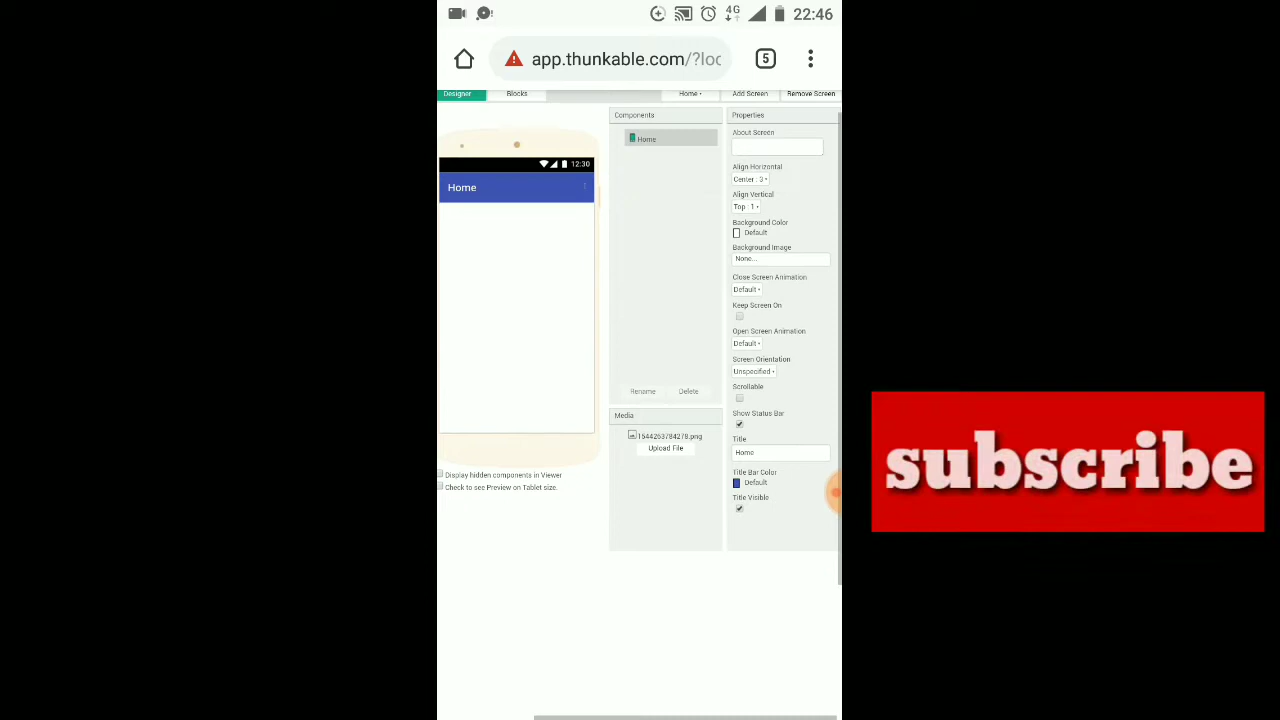 4G
22:46
app.thunkable.com/?loc
5
Designer
Blocks
Home
Add Screen
Remove Screen
Components
Home
Rename
Delete
Media
1544263784278.png
Upload File
Properties
About Screen
Align Horizontal
Center : 3
Align Vertical
Top : 1
Background Color
Default
Background Image
None...
Close Screen Animation
Default
Keep Screen On
Open Screen Animation
Default
Screen Orientation
Unspecified
Scrollable
Show Status Bar
Title
Home
Title Bar Color
Default
Title Visible
12:30
Home
Display hidden components in Viewer
Check to see Preview on Tablet size.
subscribe